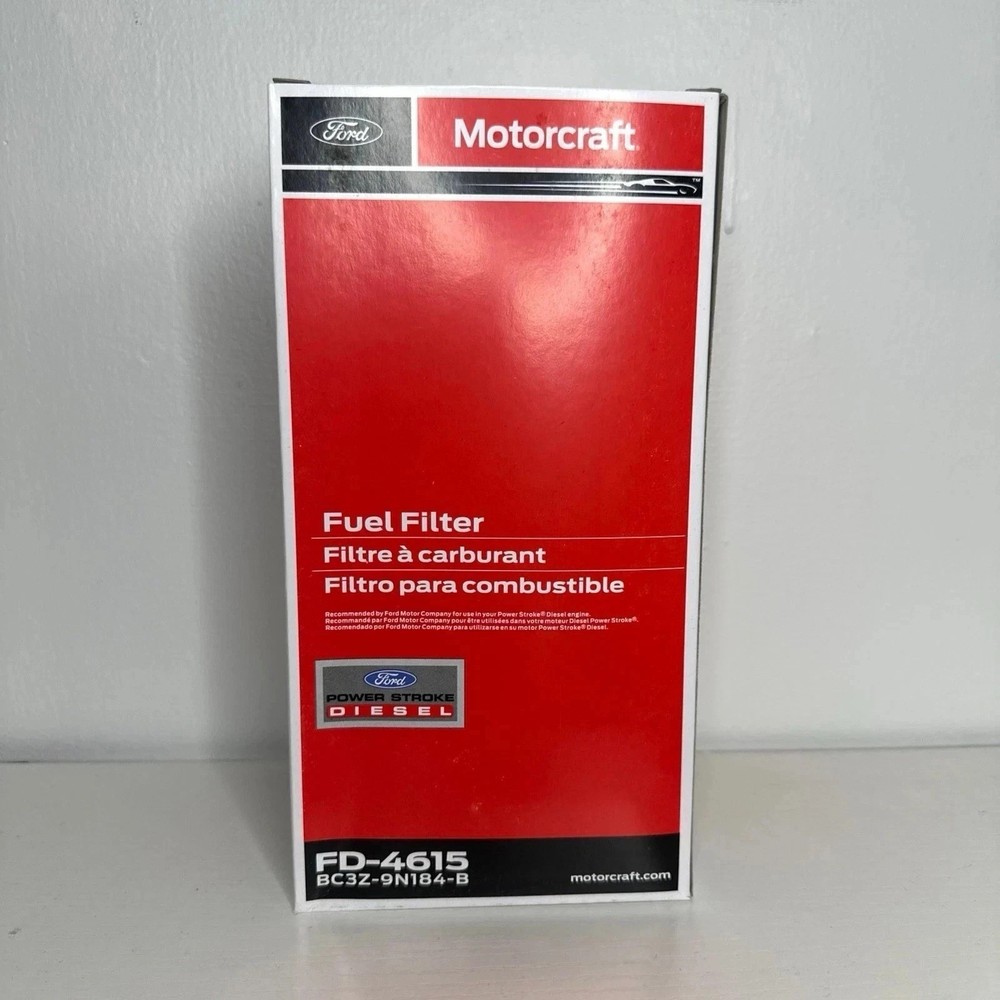 Ford
Motorcraft
TM
Fuel Filter
Filtre à carburant
Filtro para combustible
Recommended by Ford Motor Company for use in your Power Stroke® Diesel engine.
Recommandé par Ford Motor Company pour être utilisées dans votre moteur Diesel Power Stroke®.
Recomendado por Ford Motor Company para utilizarse en su motor Power Stroke® Diesel.
Ford
POWER STROKE
DIESEL
FD-4615
BC3Z-9N184-B
motorcraft.com